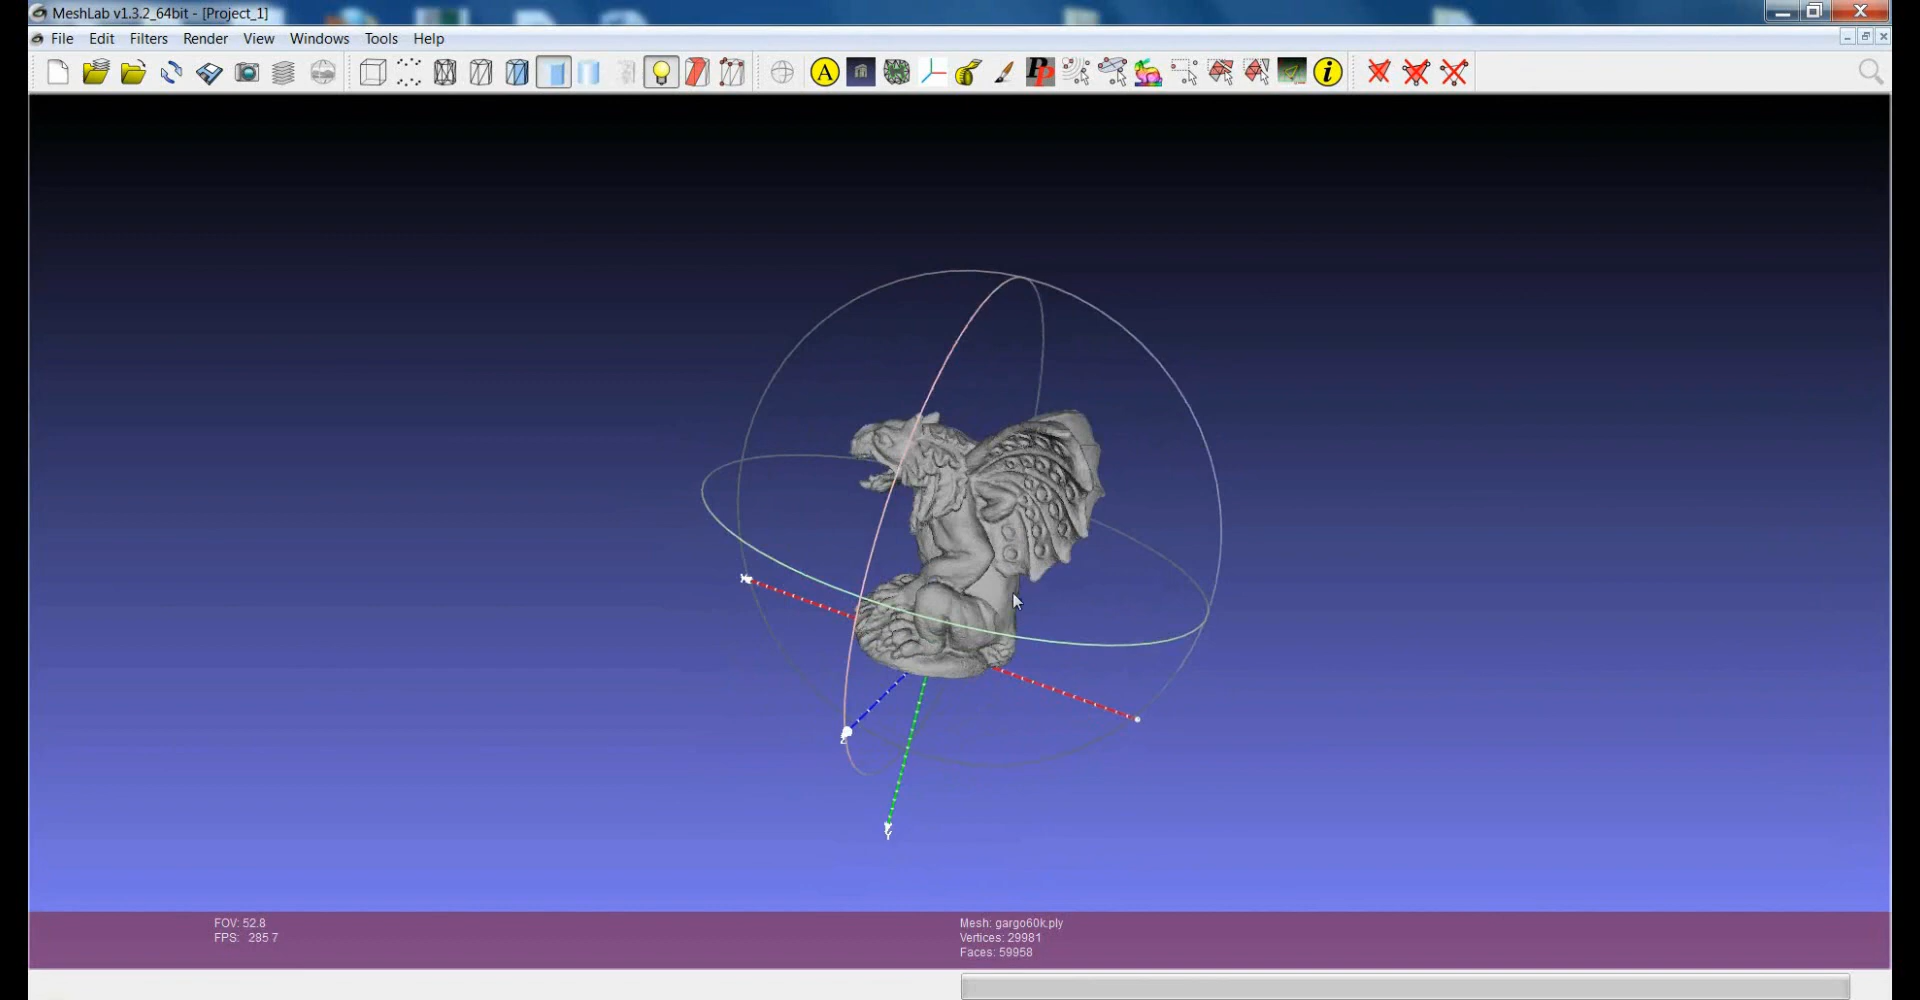 MeshLab v1.3.2_64bit - [Project_1]
File Edit Filters Render View Windows Tools Help
A
PP
i
Z
Y
FOV: 52.8
FPS: 285.7
Mesh: gargo60k.ply
Vertices: 29981
Faces: 59958